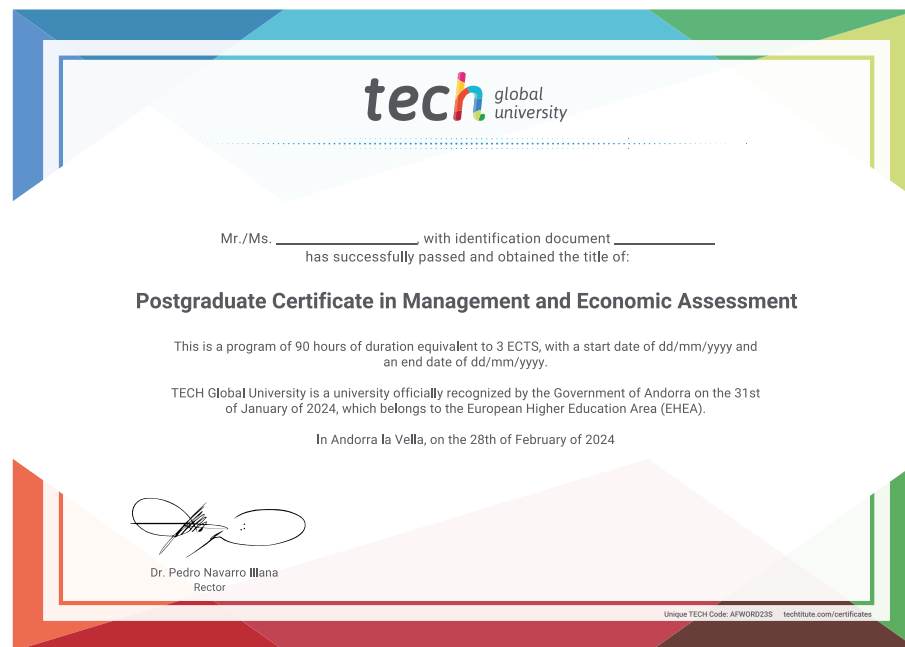 tech global
university
Mr./Ms. ____________________, with identification document ______________
has successfully passed and obtained the title of:
Postgraduate Certificate in Management and Economic Assessment
This is a program of 90 hours of duration equivalent to 3 ECTS, with a start date of dd/mm/yyyy and
an end date of dd/mm/yyyy.
TECH Global University is a university officially recognized by the Government of Andorra on the 31st
of January of 2024, which belongs to the European Higher Education Area (EHEA).
In Andorra la Vella, on the 28th of February of 2024
Dr. Pedro Navarro Illana
Rector
Unique TECH Code: AFWORD23S techtitute.com/certificates